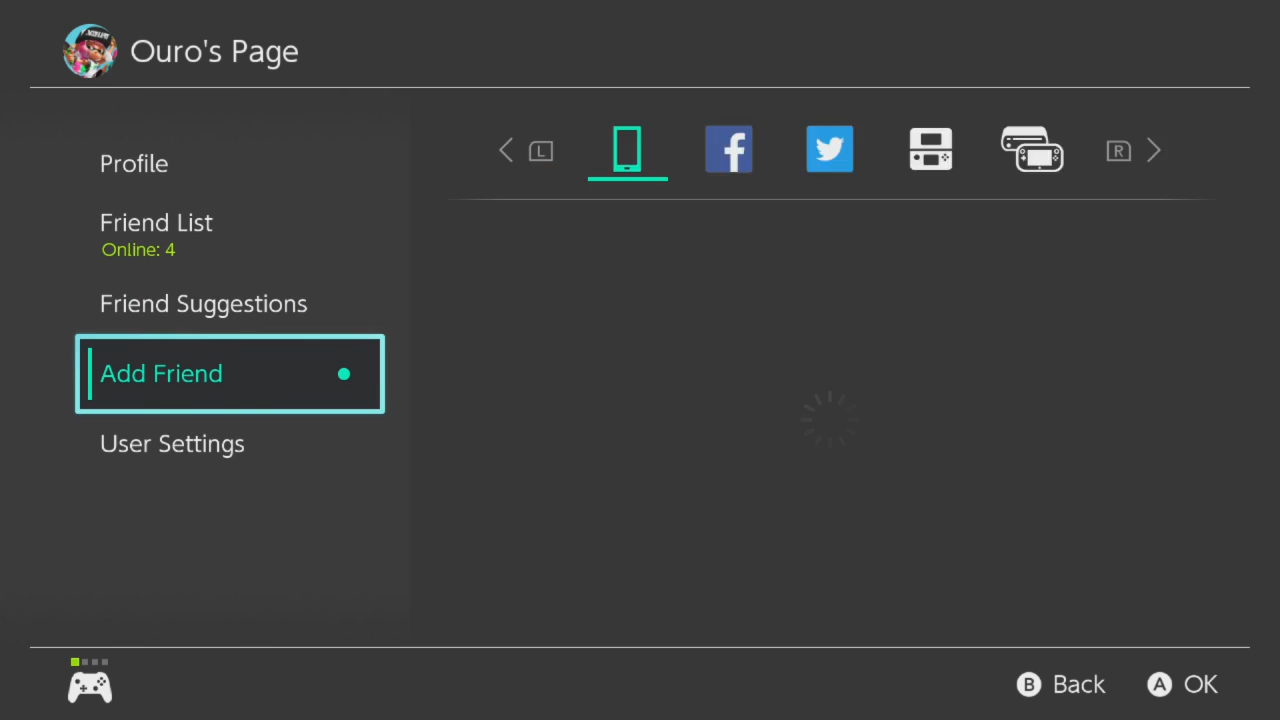 Ouro's Page
Profile
Friend List
Online: 4
Friend Suggestions
Add Friend
User Settings
L
f
R
B Back
A OK